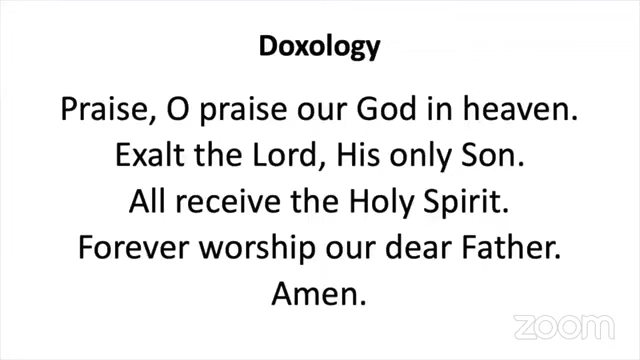 Doxology
Praise, O praise our God in heaven.
Exalt the Lord, His only Son.
All receive the Holy Spirit.
Forever worship our dear Father.
Amen.
zoom